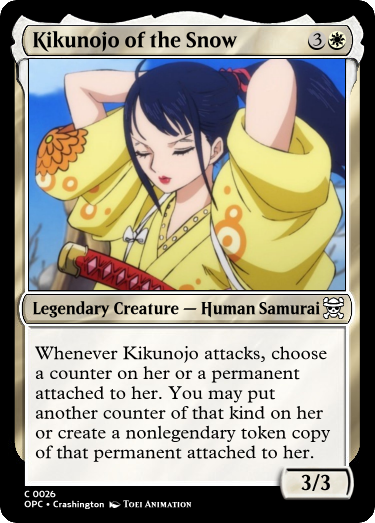 Kikunojo of the Snow 3
Legendary Creature — Human Samurai
Whenever Kikunojo attacks, choose
a counter on her or a permanent
attached to her. You may put
another counter of that kind on her
or create a nonlegendary token copy
of that permanent attached to her.
3/3
C 0026
OPC • Crashington Toei Animation